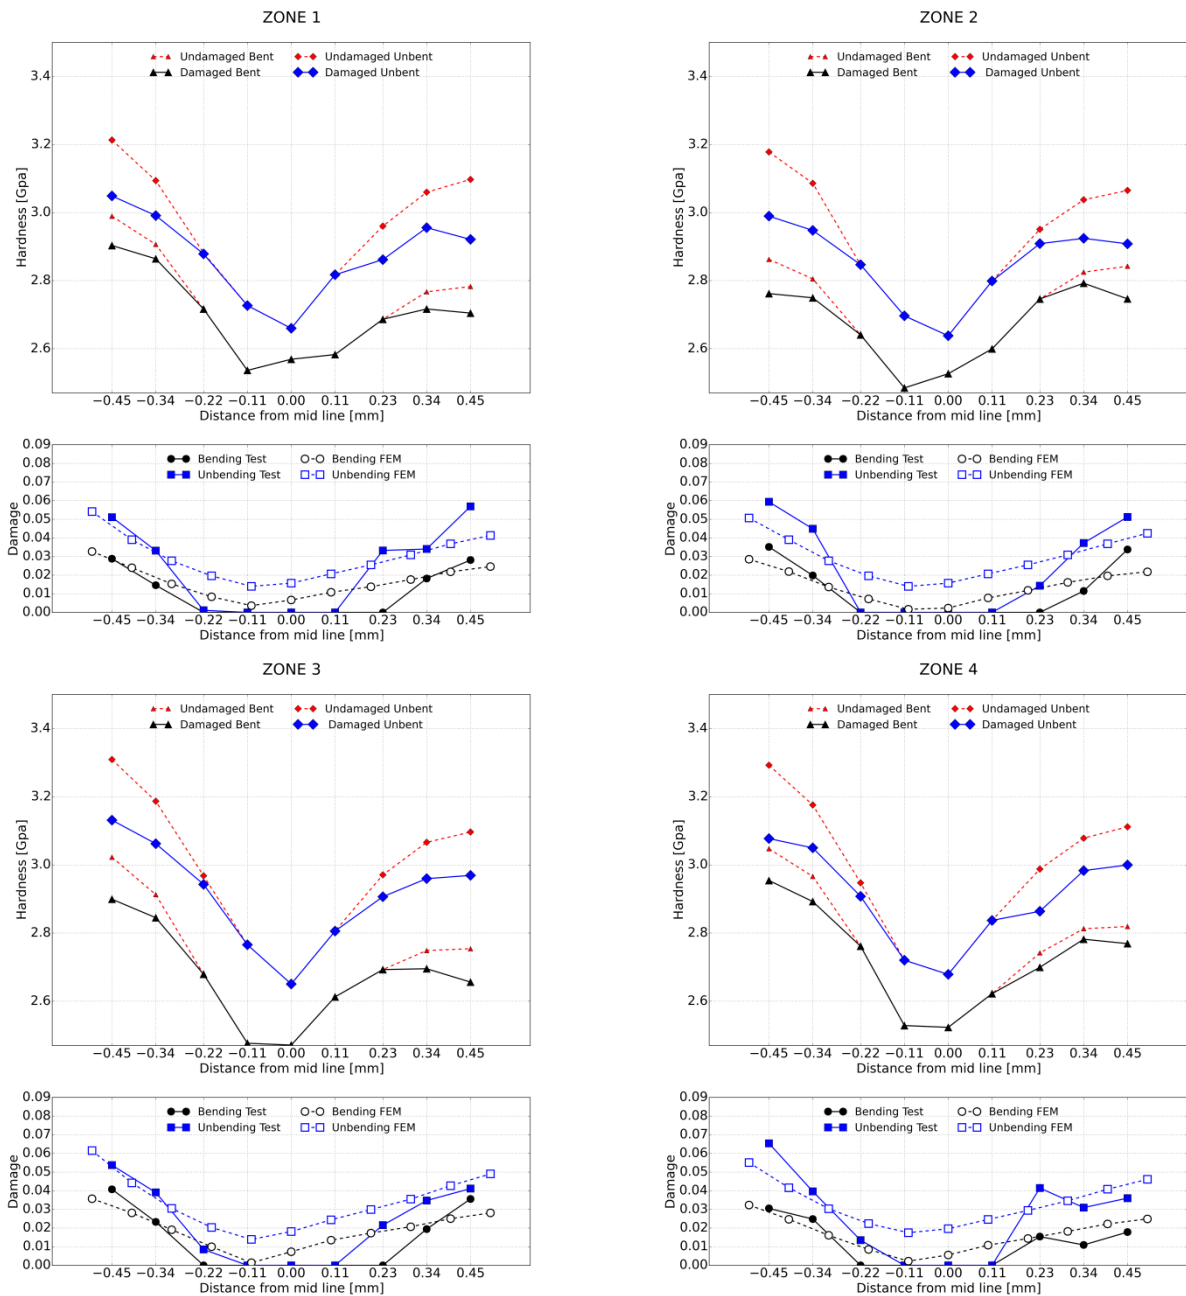 ZONE 1
Undamaged Bent Undamaged Unbent
Damaged Bent Damaged Unbent
3.4
3.2
3.0
2.8
2.6
Hardness [Gpa]
−0.45 −0.34 −0.22 −0.11 0.00 0.11 0.23 0.34 0.45
Distance from mid line [mm]
Bending Test Bending FEM
Unbending Test Unbending FEM
0.09
0.08
0.07
0.06
0.05
0.04
0.03
0.02
0.01
0.00
Damage
−0.45 −0.34 −0.22 −0.11 0.00 0.11 0.23 0.34 0.45
Distance from mid line [mm]
ZONE 2
Undamaged Bent Undamaged Unbent
Damaged Bent Damaged Unbent
3.4
3.2
3.0
2.8
2.6
Hardness [Gpa]
−0.45 −0.34 −0.22 −0.11 0.00 0.11 0.23 0.34 0.45
Distance from mid line [mm]
Bending Test Bending FEM
Unbending Test Unbending FEM
0.09
0.08
0.07
0.06
0.05
0.04
0.03
0.02
0.01
0.00
Damage
−0.45 −0.34 −0.22 −0.11 0.00 0.11 0.23 0.34 0.45
Distance from mid line [mm]
ZONE 3
Undamaged Bent Undamaged Unbent
Damaged Bent Damaged Unbent
3.4
3.2
3.0
2.8
2.6
Hardness [Gpa]
−0.45 −0.34 −0.22 −0.11 0.00 0.11 0.23 0.34 0.45
Distance from mid line [mm]
Bending Test Bending FEM
Unbending Test Unbending FEM
0.09
0.08
0.07
0.06
0.05
0.04
0.03
0.02
0.01
0.00
Damage
−0.45 −0.34 −0.22 −0.11 0.00 0.11 0.23 0.34 0.45
Distance from mid line [mm]
ZONE 4
Undamaged Bent Undamaged Unbent
Damaged Bent Damaged Unbent
3.4
3.2
3.0
2.8
2.6
Hardness [Gpa]
−0.45 −0.34 −0.22 −0.11 0.00 0.11 0.23 0.34 0.45
Distance from mid line [mm]
Bending Test Bending FEM
Unbending Test Unbending FEM
0.09
0.08
0.07
0.06
0.05
0.04
0.03
0.02
0.01
0.00
Damage
−0.45 −0.34 −0.22 −0.11 0.00 0.11 0.23 0.34 0.45
Distance from mid line [mm]